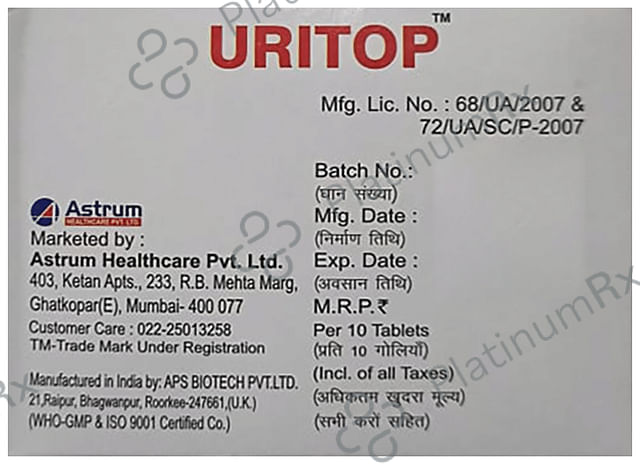 URITOP™
Mfg. Lic. No. : 68/UA/2007 &
72/UA/SC/P-2007
Astrum
HEALTHCARE PVT. LTD.
Marketed by :
Astrum Healthcare Pvt. Ltd.
403, Ketan Apts., 233, R.B. Mehta Marg,
Ghatkopar(E), Mumbai- 400 077
Customer Care : 022-25013258
TM-Trade Mark Under Registration
Manufactured in India by: APS BIOTECH PVT.LTD.
21,Raipur, Bhagwanpur, Roorkee-247661,(U.K.)
(WHO-GMP & ISO 9001 Certified Co.)
Batch No.:
(घान संख्या)
Mfg. Date :
(निर्माण तिथि)
Exp. Date :
(अवसान तिथि)
M.R.P.₹
Per 10 Tablets
(प्रति 10 गोलियाँ)
(Incl. of all Taxes)
(अधिकतम खुदरा मूल्य)
(सभी करों सहित)
PlatinumRx
PlatinumRx
PlatinumRx
Rx